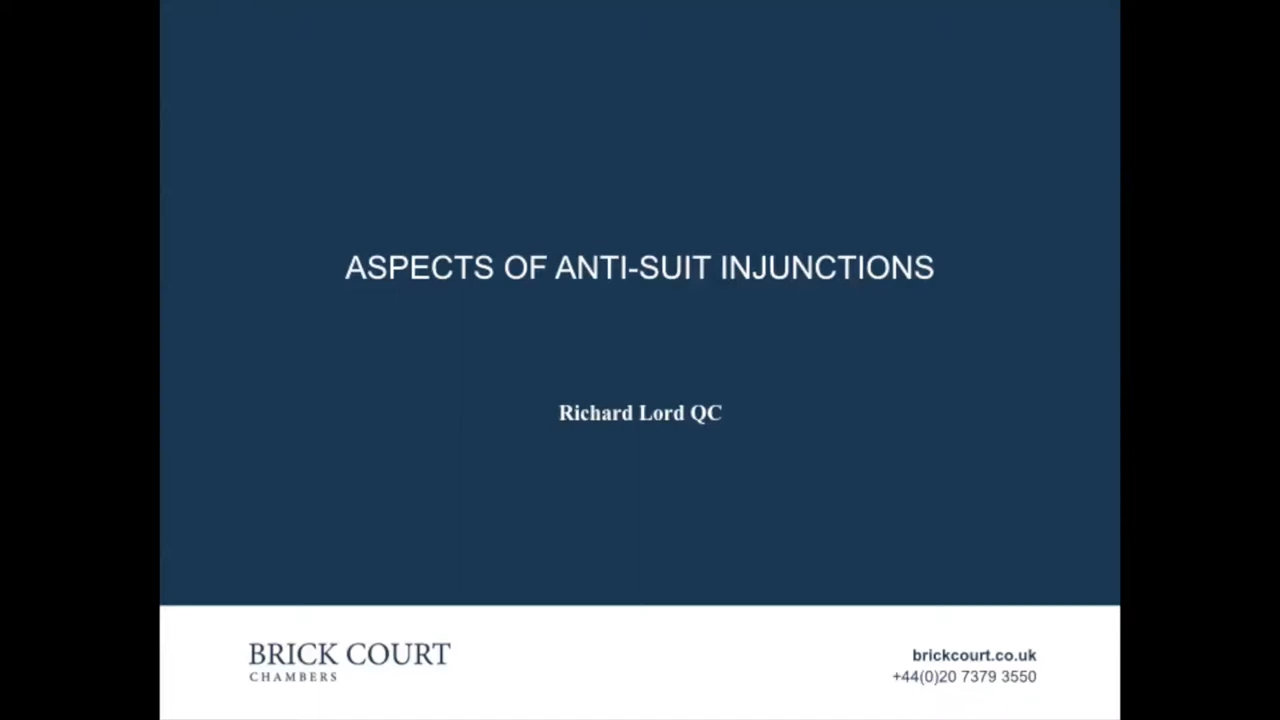 ASPECTS OF ANTI-SUIT INJUNCTIONS
Richard Lord QC
BRICK COURT
CHAMBERS
brickcourt.co.uk
+44(0)20 7379 3550